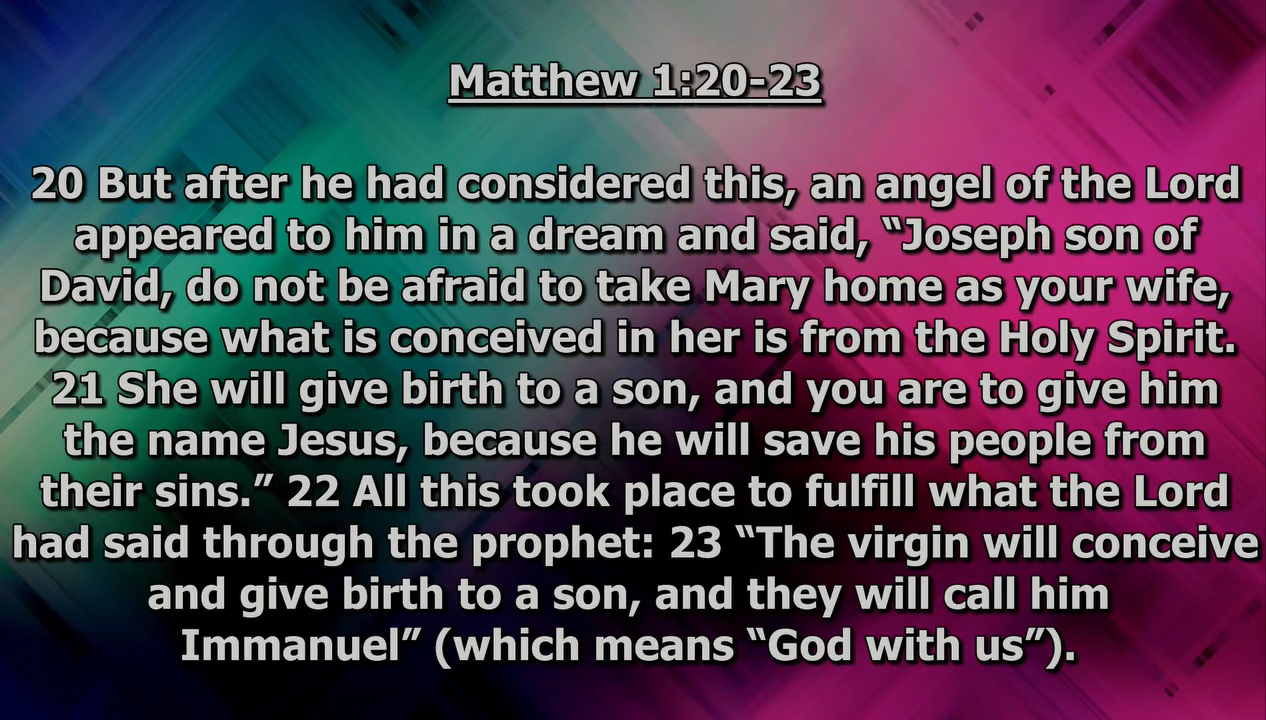 Matthew 1:20-23
20 But after he had considered this, an angel of the Lord
appeared to him in a dream and said, “Joseph son of
David, do not be afraid to take Mary home as your wife,
because what is conceived in her is from the Holy Spirit.
21 She will give birth to a son, and you are to give him
the name Jesus, because he will save his people from
their sins.” 22 All this took place to fulfill what the Lord
had said through the prophet: 23 “The virgin will conceive
and give birth to a son, and they will call him
Immanuel” (which means “God with us”).